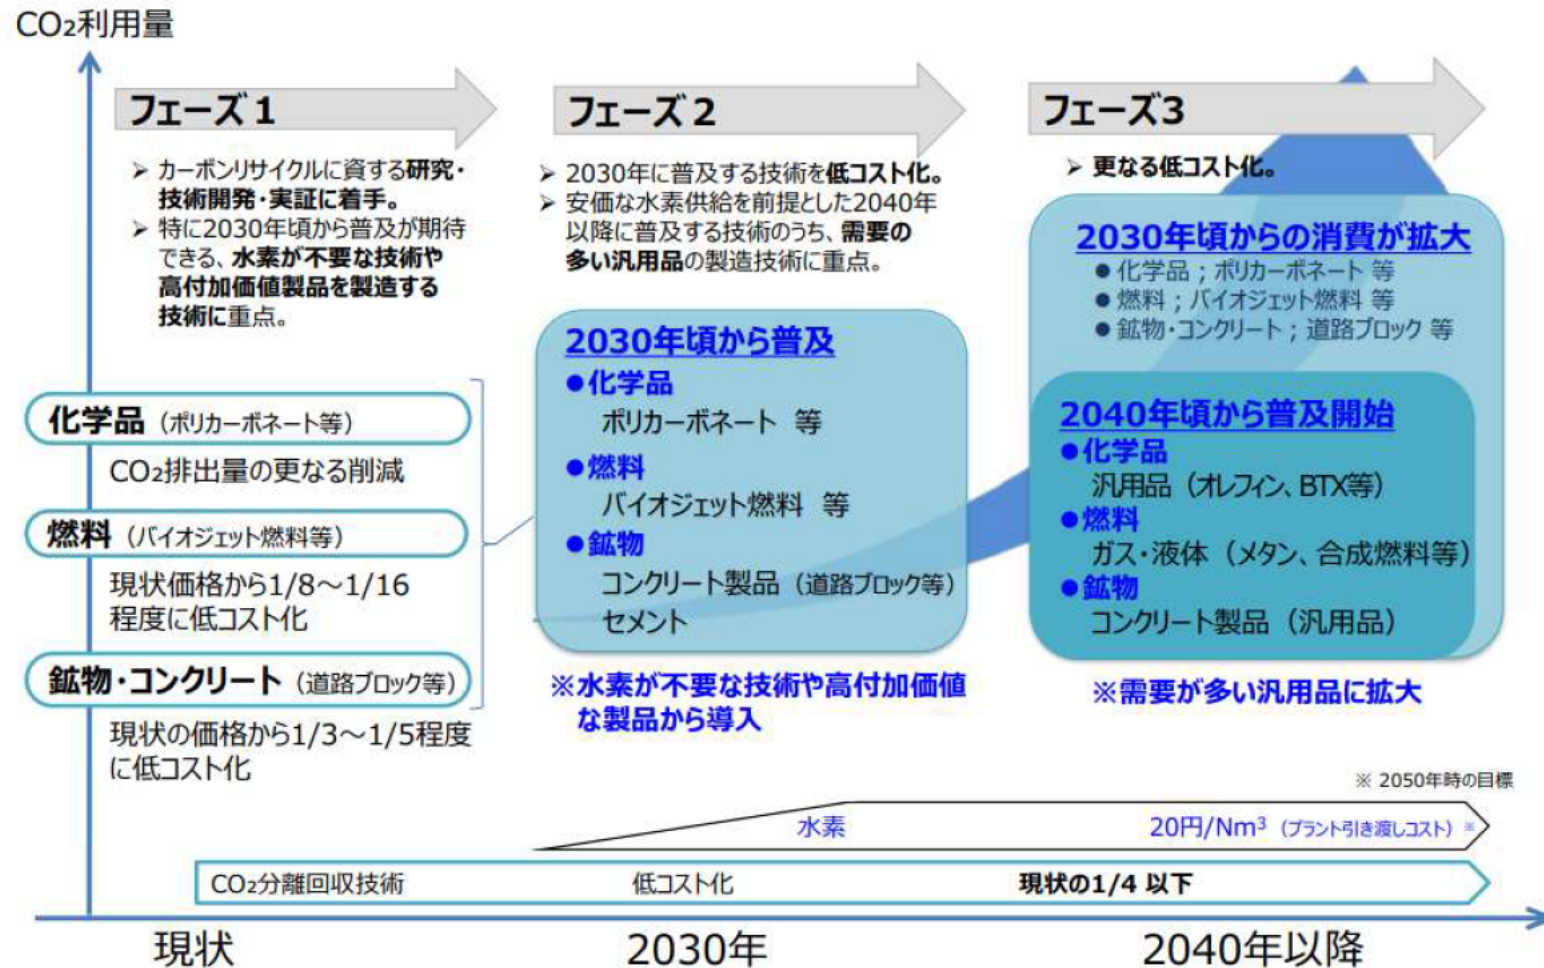 CO₂利用量
フェーズ1
➢ カーボンリサイクルに資する研究・
技術開発・実証に着手。
➢ 特に2030年頃から普及が期待
できる、水素が不要な技術や
高付加価値製品を製造する
技術に重点。
化学品（ポリカーボネート等）
CO₂排出量の更なる削減
燃料（バイオジェット燃料等）
現状価格から1/8～1/16
程度に低コスト化
鉱物・コンクリート（道路ブロック等）
現状の価格から1/3～1/5程度
に低コスト化
フェーズ2
➢ 2030年に普及する技術を低コスト化。
➢ 安価な水素供給を前提とした2040年
以降に普及する技術のうち、需要の
多い汎用品の製造技術に重点。
2030年頃から普及
●化学品
ポリカーボネート 等
●燃料
バイオジェット燃料 等
●鉱物
コンクリート製品（道路ブロック等）
セメント
※水素が不要な技術や高付加価値
な製品から導入
フェーズ3
➢ 更なる低コスト化。
2030年頃からの消費が拡大
●化学品；ポリカーボネート 等
●燃料；バイオジェット燃料 等
●鉱物・コンクリート；道路ブロック 等
2040年頃から普及開始
●化学品
汎用品（オレフィン、BTX等）
●燃料
ガス・液体（メタン、合成燃料等）
●鉱物
コンクリート製品（汎用品）
※需要が多い汎用品に拡大
※ 2050年時の目標
水素 20円/Nm³（プラント引き渡しコスト）※
CO₂分離回収技術 低コスト化 現状の1/4 以下
現状 2030年 2040年以降